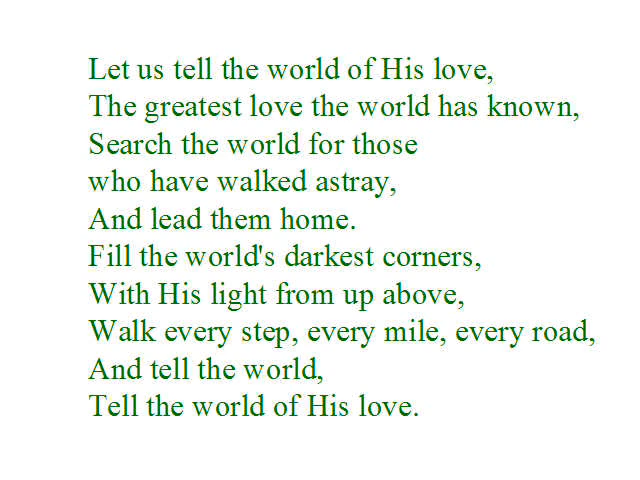 Let us tell the world of His love,
The greatest love the world has known,
Search the world for those
who have walked astray,
And lead them home.
Fill the world's darkest corners,
With His light from up above,
Walk every step, every mile, every road,
And tell the world,
Tell the world of His love.